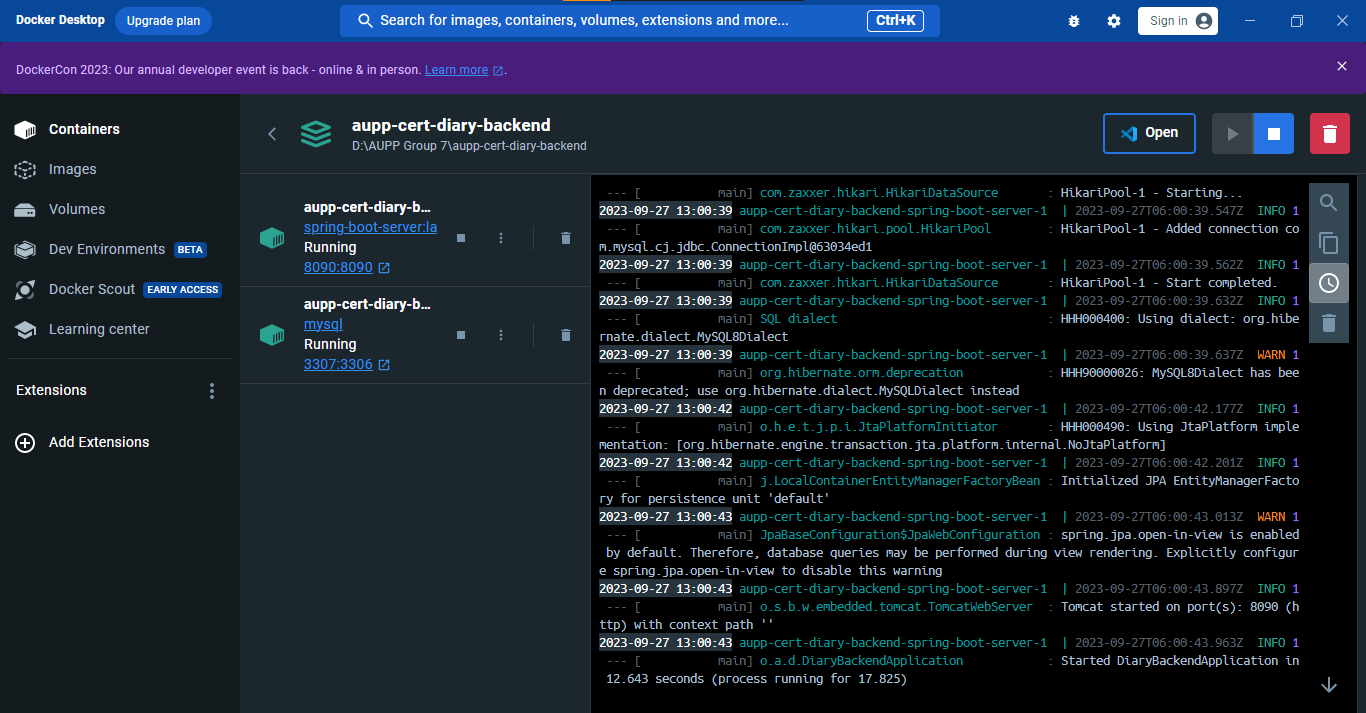 Docker Desktop
Upgrade plan
Search for images, containers, volumes, extensions and more...
Ctrl+K
Sign in
DockerCon 2023: Our annual developer event is back - online & in person. Learn more .
Containers
Images
Volumes
Dev Environments BETA
Docker Scout EARLY ACCESS
Learning center
Extensions
Add Extensions
aupp-cert-diary-backend
D:\AUPP Group 7\aupp-cert-diary-backend
Open
aupp-cert-diary-b...
spring-boot-server:la
Running
8090:8090
aupp-cert-diary-b...
mysql
Running
3307:3306
--- [           main] com.zaxxer.hikari.HikariDataSource       : HikariPool-1 - Starting...
2023-09-27 13:00:39 aupp-cert-diary-backend-spring-boot-server-1  | 2023-09-27T06:00:39.547Z  INFO 1
--- [           main] com.zaxxer.hikari.pool.HikariPool        : HikariPool-1 - Added connection co
m.mysql.cj.jdbc.ConnectionImpl@63034ed1
2023-09-27 13:00:39 aupp-cert-diary-backend-spring-boot-server-1  | 2023-09-27T06:00:39.562Z  INFO 1
--- [           main] com.zaxxer.hikari.HikariDataSource       : HikariPool-1 - Start completed.
2023-09-27 13:00:39 aupp-cert-diary-backend-spring-boot-server-1  | 2023-09-27T06:00:39.632Z  INFO 1
--- [           main] SQL dialect                              : HHH000400: Using dialect: org.hibe
rnate.dialect.MySQL8Dialect
2023-09-27 13:00:39 aupp-cert-diary-backend-spring-boot-server-1  | 2023-09-27T06:00:39.637Z  WARN 1
--- [           main] org.hibernate.orm.deprecation            : HHH90000026: MySQL8Dialect has bee
n deprecated; use org.hibernate.dialect.MySQLDialect instead
2023-09-27 13:00:42 aupp-cert-diary-backend-spring-boot-server-1  | 2023-09-27T06:00:42.177Z  INFO 1
--- [           main] o.h.e.t.j.p.i.JtaPlatformInitiator       : HHH000490: Using JtaPlatform imple
mentation: [org.hibernate.engine.transaction.jta.platform.internal.NoJtaPlatform]
2023-09-27 13:00:42 aupp-cert-diary-backend-spring-boot-server-1  | 2023-09-27T06:00:42.201Z  INFO 1
--- [           main] j.LocalContainerEntityManagerFactoryBean : Initialized JPA EntityManagerFacto
ry for persistence unit 'default'
2023-09-27 13:00:43 aupp-cert-diary-backend-spring-boot-server-1  | 2023-09-27T06:00:43.013Z  WARN 1
--- [           main] JpaBaseConfiguration$JpaWebConfiguration : spring.jpa.open-in-view is enabled
by default. Therefore, database queries may be performed during view rendering. Explicitly configur
e spring.jpa.open-in-view to disable this warning
2023-09-27 13:00:43 aupp-cert-diary-backend-spring-boot-server-1  | 2023-09-27T06:00:43.897Z  INFO 1
--- [           main] o.s.b.w.embedded.tomcat.TomcatWebServer  : Tomcat started on port(s): 8090 (h
ttp) with context path ''
2023-09-27 13:00:43 aupp-cert-diary-backend-spring-boot-server-1  | 2023-09-27T06:00:43.963Z  INFO 1
--- [           main] o.a.d.DiaryBackendApplication            : Started DiaryBackendApplication in
12.643 seconds (process running for 17.825)